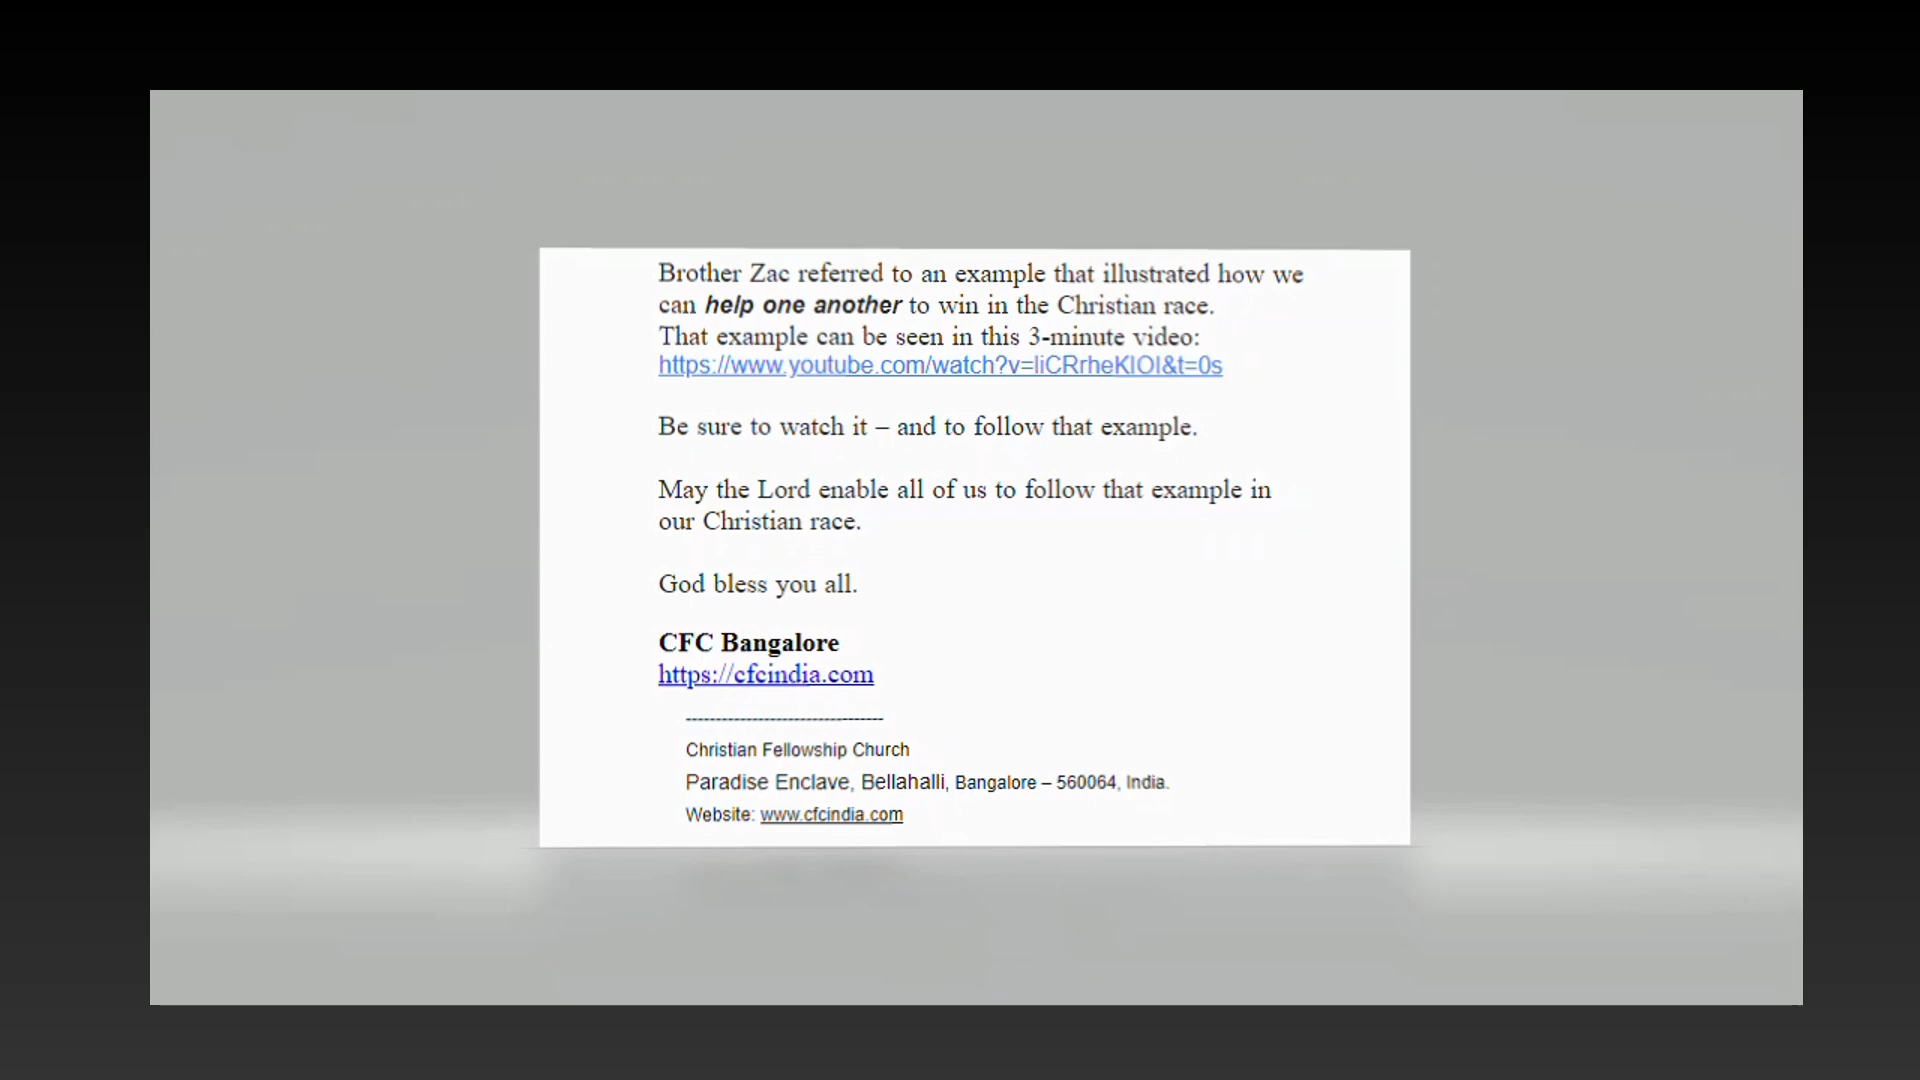 Brother Zac referred to an example that illustrated how we
can help one another to win in the Christian race.
That example can be seen in this 3-minute video:
https://www.youtube.com/watch?v=liCRrheKIOI&t=0s
Be sure to watch it – and to follow that example.
May the Lord enable all of us to follow that example in
our Christian race.
God bless you all.
CFC Bangalore
https://cfcindia.com
---------------------------------
Christian Fellowship Church
Paradise Enclave, Bellahalli, Bangalore – 560064, India.
Website: www.cfcindia.com